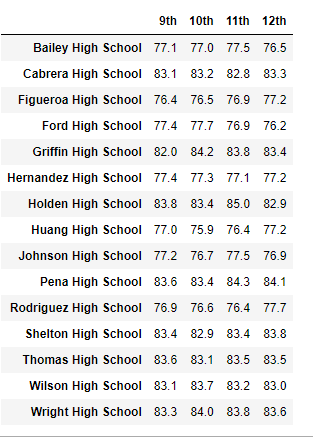 9th 10th 11th 12th
Bailey High School 77.1 77.0 77.5 76.5
Cabrera High School 83.1 83.2 82.8 83.3
Figueroa High School 76.4 76.5 76.9 77.2
Ford High School 77.4 77.7 76.9 76.2
Griffin High School 82.0 84.2 83.8 83.4
Hernandez High School 77.4 77.3 77.1 77.2
Holden High School 83.8 83.4 85.0 82.9
Huang High School 77.0 75.9 76.4 77.2
Johnson High School 77.2 76.7 77.5 76.9
Pena High School 83.6 83.4 84.3 84.1
Rodriguez High School 76.9 76.6 76.4 77.7
Shelton High School 83.4 82.9 83.4 83.8
Thomas High School 83.6 83.1 83.5 83.5
Wilson High School 83.1 83.7 83.2 83.0
Wright High School 83.3 84.0 83.8 83.6